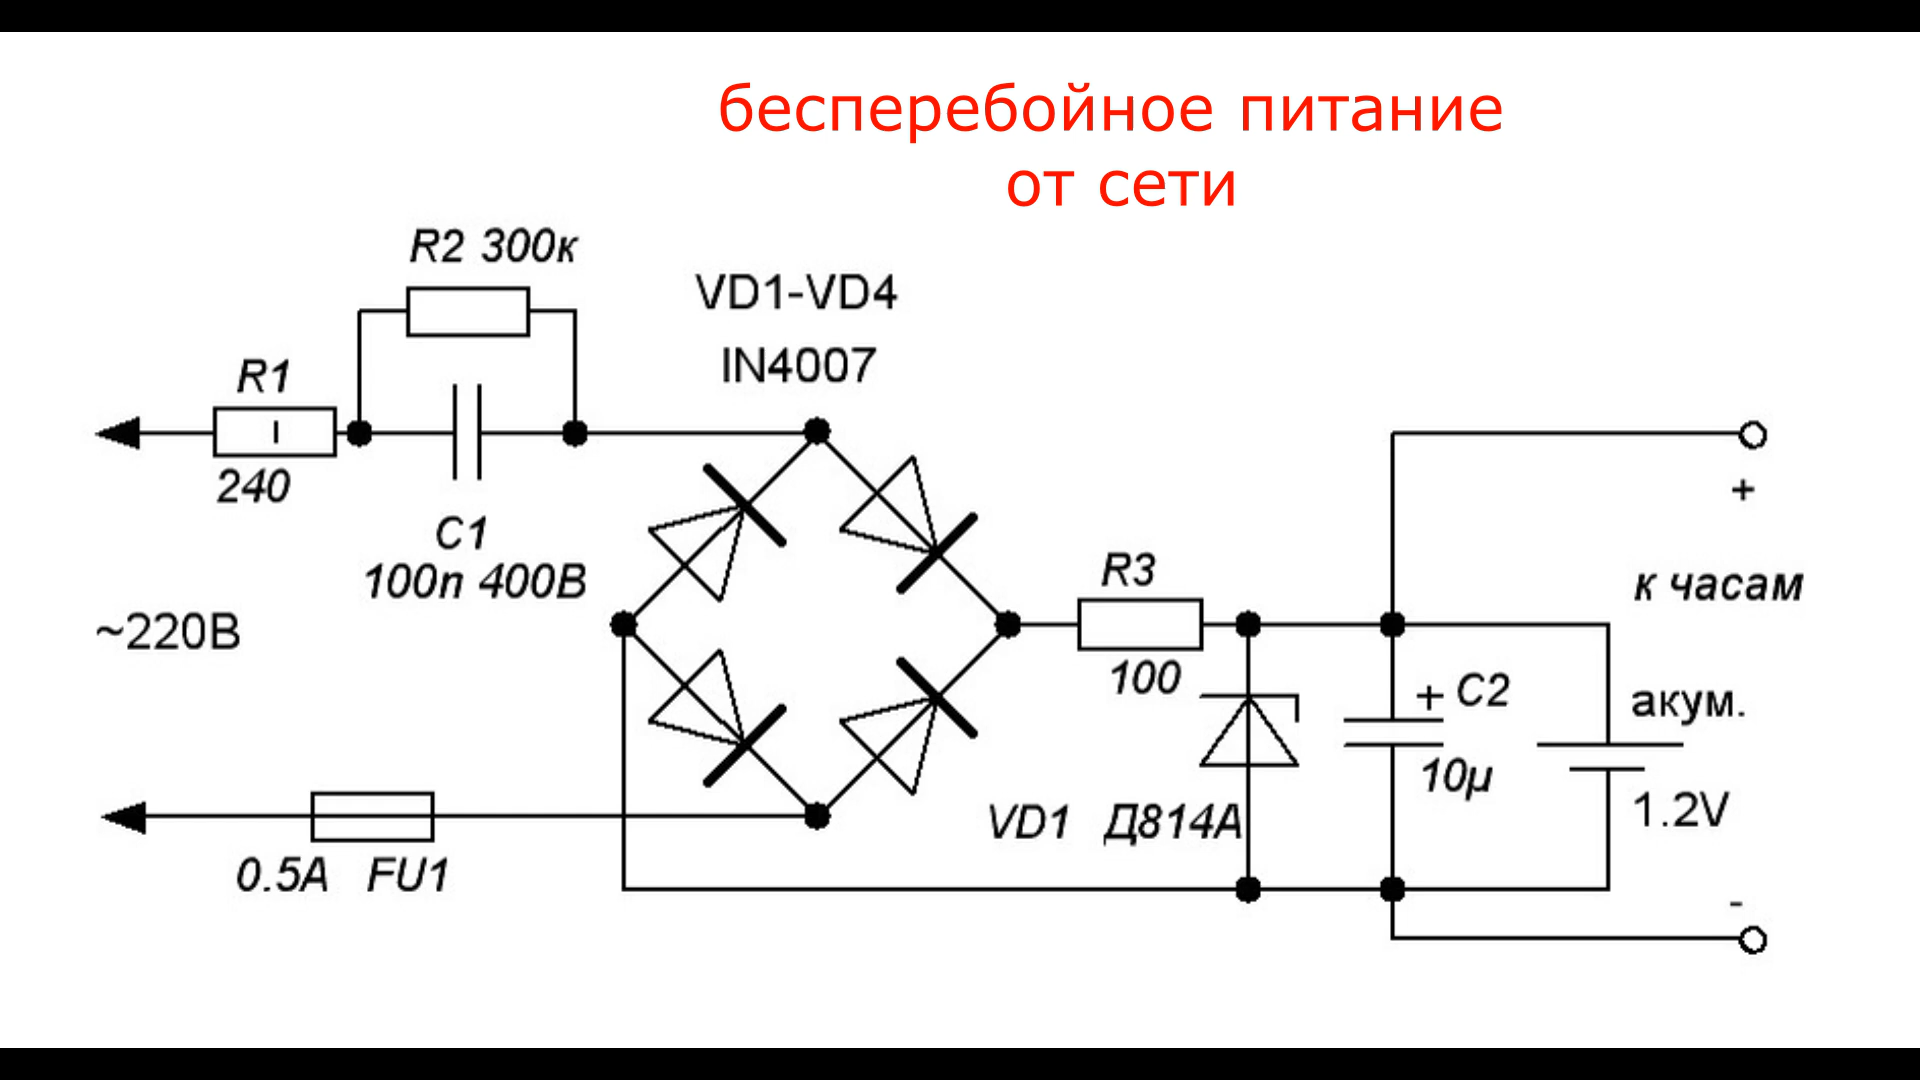 бесперебойное питание
от сети
R2 300к
VD1-VD4
IN4007
R1
240
C1
100n 400В
~220В
R3
100
+
к часам
+ C2
10µ
акум.
1.2V
VD1 Д814А
0.5А FU1
-